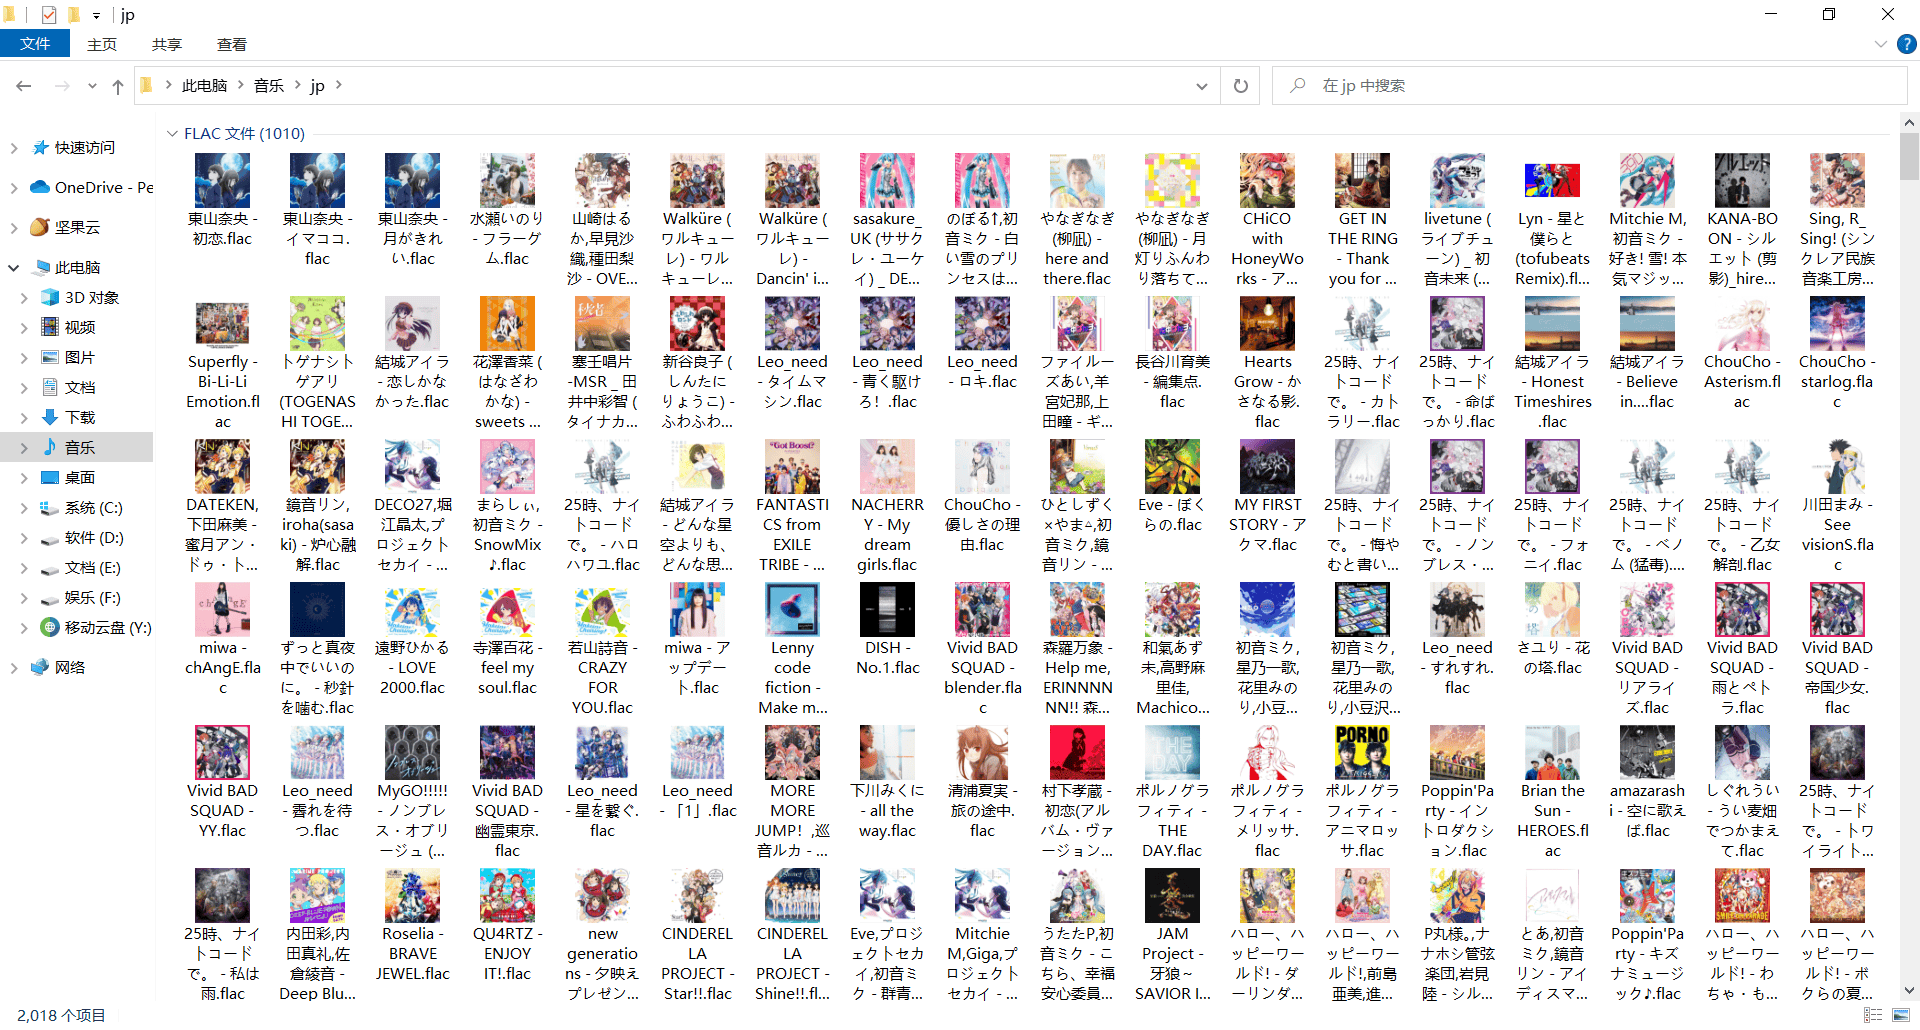 jp
文件 主页 共享 查看
此电脑 音乐 jp
在 jp 中搜索
快速访问
OneDrive - Pe
坚果云
此电脑
3D 对象
视频
图片
文档
下载
音乐
桌面
系统 (C:)
软件 (D:)
文档 (E:)
娱乐 (F:)
移动云盘 (Y:)
网络
FLAC 文件 (1010)
東山奈央 -
初恋.flac
東山奈央 -
イマココ.
flac
東山奈央 -
月がきれ
い.flac
水瀬いのり
- フラーグ
ム.flac
山崎はる
か,早見沙
織,種田梨
沙 - OVE...
Walküre (
ワルキュー
レ) - ワル
キューレ...
Walküre (
ワルキュー
レ) -
Dancin' i...
sasakure_
UK (ササク
レ・ユーケ
イ) _ DE...
のぼる↑,初
音ミク - 白
い雪のプリ
ンセスは...
やなぎなぎ
(柳凪) -
here and
there.flac
やなぎなぎ
(柳凪) - 月
灯りふんわ
り落ちて...
CHiCO
with
HoneyWo
rks - ア...
GET IN
THE RING
- Thank
you for ...
livetune (
ライブチュ
ーン) _ 初
音未来 (...
Lyn - 星と
僕らと
(tofubeats
Remix).fl...
Mitchie M,
初音ミク -
好き! 雪! 本
気マジッ...
KANA-BO
ON - シル
エット (剪
影)_hire...
Sing, R_
Sing! (シン
クレア民族
音楽工房...
Superfly -
Bi-Li-Li
Emotion.fl
ac
トゲナシト
ゲアリ
(TOGENAS
HI TOGE...
結城アイラ
- 恋しかな
かった.flac
花澤香菜 (
はなざわ
かな) -
sweets ...
塞壬唱片
-MSR _ 田
井中彩智 (
タイナカ...
新谷良子 (
しんたに
りょうこ) -
ふわふわ...
Leo_need
- タイムマ
シン.flac
Leo_need
- 青く駆け
ろ！.flac
Leo_need
- ロキ.flac
ファイルー
ズあい,羊
宮妃那,上
田瞳 - ギ...
長谷川育美
- 編集点.
flac
Hearts
Grow - か
さなる影.
flac
25時、ナイ
トコード
で。 - カト
ラリー.flac
25時、ナイ
トコード
で。 - 命ば
っかり.flac
結城アイラ
- Honest
Timeshires
.flac
結城アイラ
- Believe
in....flac
ChouCho -
Asterism.fl
ac
ChouCho -
starlog.fla
c
DATEKEN,
下田麻美 -
蜜月アン・
ドゥ・ト...
鏡音リン,
iroha(sasa
ki) - 炉心融
解.flac
DECO27,堀
江晶太,プ
ロジェクト
セカイ - ...
まらしぃ,
初音ミク -
SnowMix
♪.flac
25時、ナイ
トコード
で。 - ハロ
ハワユ.flac
結城アイラ
- どんな星
空よりも、
どんな思...
FANTASTI
CS from
EXILE
TRIBE - ...
NACHERR
Y - My
dream
girls.flac
ChouCho -
優しさの理
由.flac
ひとしずく
×やま△,初
音ミク,鏡
音リン - ...
Eve - ぼく
らの.flac
MY FIRST
STORY - ア
クマ.flac
25時、ナイ
トコード
で。 - 悔や
むと書い...
25時、ナイ
トコード
で。 - ノン
ブレス・...
25時、ナイ
トコード
で。 - フォ
ニイ.flac
25時、ナイ
トコード
で。 - ベノ
ム (猛毒)....
25時、ナイ
トコード
で。 - 乙女
解剖.flac
川田まみ -
See
visionS.fla
c
miwa -
chAngE.fla
c
ずっと真夜
中でいいの
に。 - 秒針
を噛む.flac
遠野ひかる
- LOVE
2000.flac
寺澤百花 -
feel my
soul.flac
若山詩音 -
CRAZY
FOR
YOU.flac
miwa - ア
ップデー
ト.flac
Lenny
code
fiction -
Make m...
DISH -
No.1.flac
Vivid BAD
SQUAD -
blender.fla
c
森羅万象 -
Help me,
ERINNNN
NN!! 森...
和氣あず
未,高野麻
里佳,
Machico...
初音ミク,
星乃一歌,
花里みの
り,小豆...
初音ミク,
星乃一歌,
花里みの
り,小豆沢...
Leo_need
- すれすれ.
flac
さユり - 花
の塔.flac
Vivid BAD
SQUAD -
リアライ
ズ.flac
Vivid BAD
SQUAD -
雨とペト
ラ.flac
Vivid BAD
SQUAD -
帝国少女.
flac
Vivid BAD
SQUAD -
YY.flac
Leo_need
- 霽れを待
つ.flac
MyGO!!!!!
- ノンブレ
ス・オブリ
ージュ (...
Vivid BAD
SQUAD -
幽霊東京.
flac
Leo_need
- 星を繋ぐ.
flac
Leo_need
- 「1」.flac
MORE
MORE
JUMP！,巡
音ルカ - ...
下川みくに
- all the
way.flac
清浦夏実 -
旅の途中.
flac
村下孝蔵 -
初恋(アル
バム・ヴァ
ージョン...
ポルノグラ
フィティ -
THE
DAY.flac
ポルノグラ
フィティ -
メリッサ.
flac
ポルノグラ
フィティ -
アニマロッ
サ.flac
Poppin'Pa
rty - イン
トロダクシ
ョン.flac
Brian the
Sun -
HEROES.fl
ac
amazarash
i - 空に歌え
ば.flac
しぐれうい
- うい麦畑
でつかまえ
て.flac
25時、ナイ
トコード
で。 - トワ
イライト...
25時、ナイ
トコード
で。 - 私は
雨.flac
内田彩,内
田真礼,佐
倉綾音 -
Deep Blu...
Roselia -
BRAVE
JEWEL.flac
QU4RTZ -
ENJOY
IT!.flac
new
generatio
ns - 夕映え
プレゼン...
CINDEREL
LA
PROJECT -
Star!!.flac
CINDEREL
LA
PROJECT -
Shine!!.fl...
Eve,プロジ
ェクトセカ
イ,初音ミ
ク - 群青...
Mitchie
M,Giga,プ
ロジェクト
セカイ - ...
うたたP,初
音ミク - こ
ちら、幸福
安心委員...
JAM
Project -
牙狼～
SAVIOR I...
ハロー、ハ
ッピーワー
ルド! - ダ
ーリンダ...
ハロー、ハ
ッピーワー
ルド!,前島
亜美,進...
P丸様｡,ナ
ナホシ管弦
楽団,岩見
陸 - シル...
とあ,初音
ミク,鏡音
リン - アイ
ディスマ...
Poppin'Pa
rty - キズ
ナミュージ
ック♪.flac
ハロー、ハ
ッピーワー
ルド! - わ
ちゃ・も...
ハロー、ハ
ッピーワー
ルド! - ボ
クらの夏...
2,018 个项目